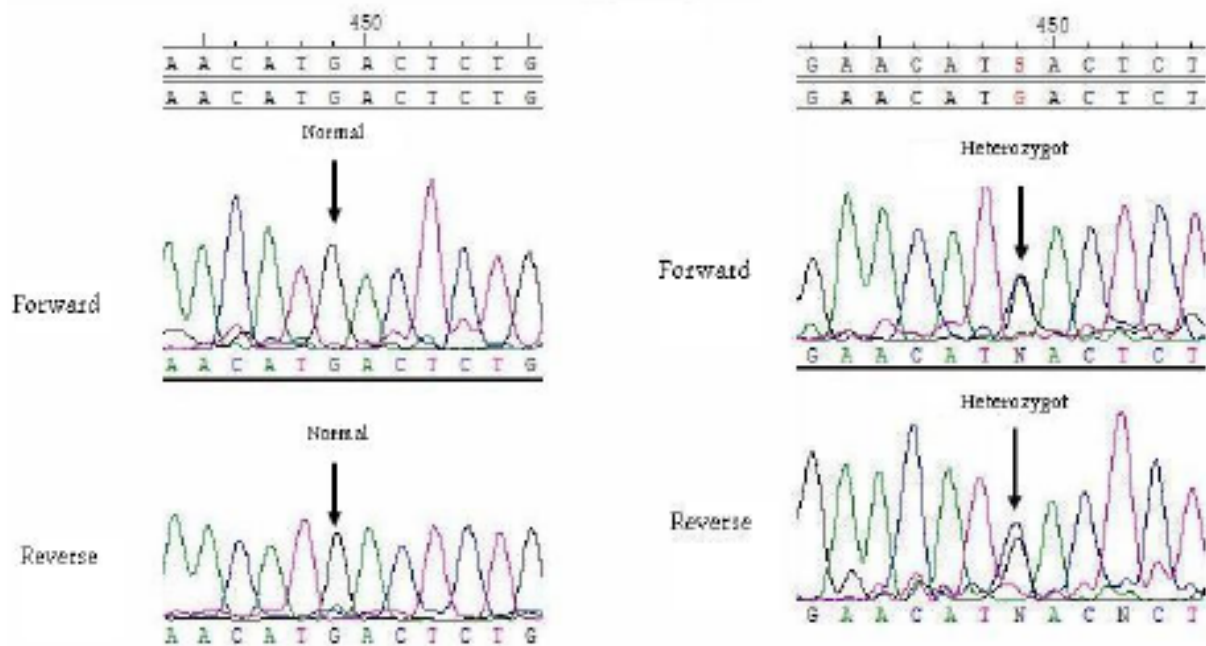 450
A A C A T G A C T C T G
A A C A T G A C T C T G
Normal
Forward
A A C A T G A C T C T G
Normal
Reverse
A A C A T G A C T C T G
450
G A A C A T S A C T C T
G A A C A T G A C T C T
Heterozygot
Forward
G A A C A T N A C T C T
Heterozygot
Reverse
G A A C A T N A C N C T